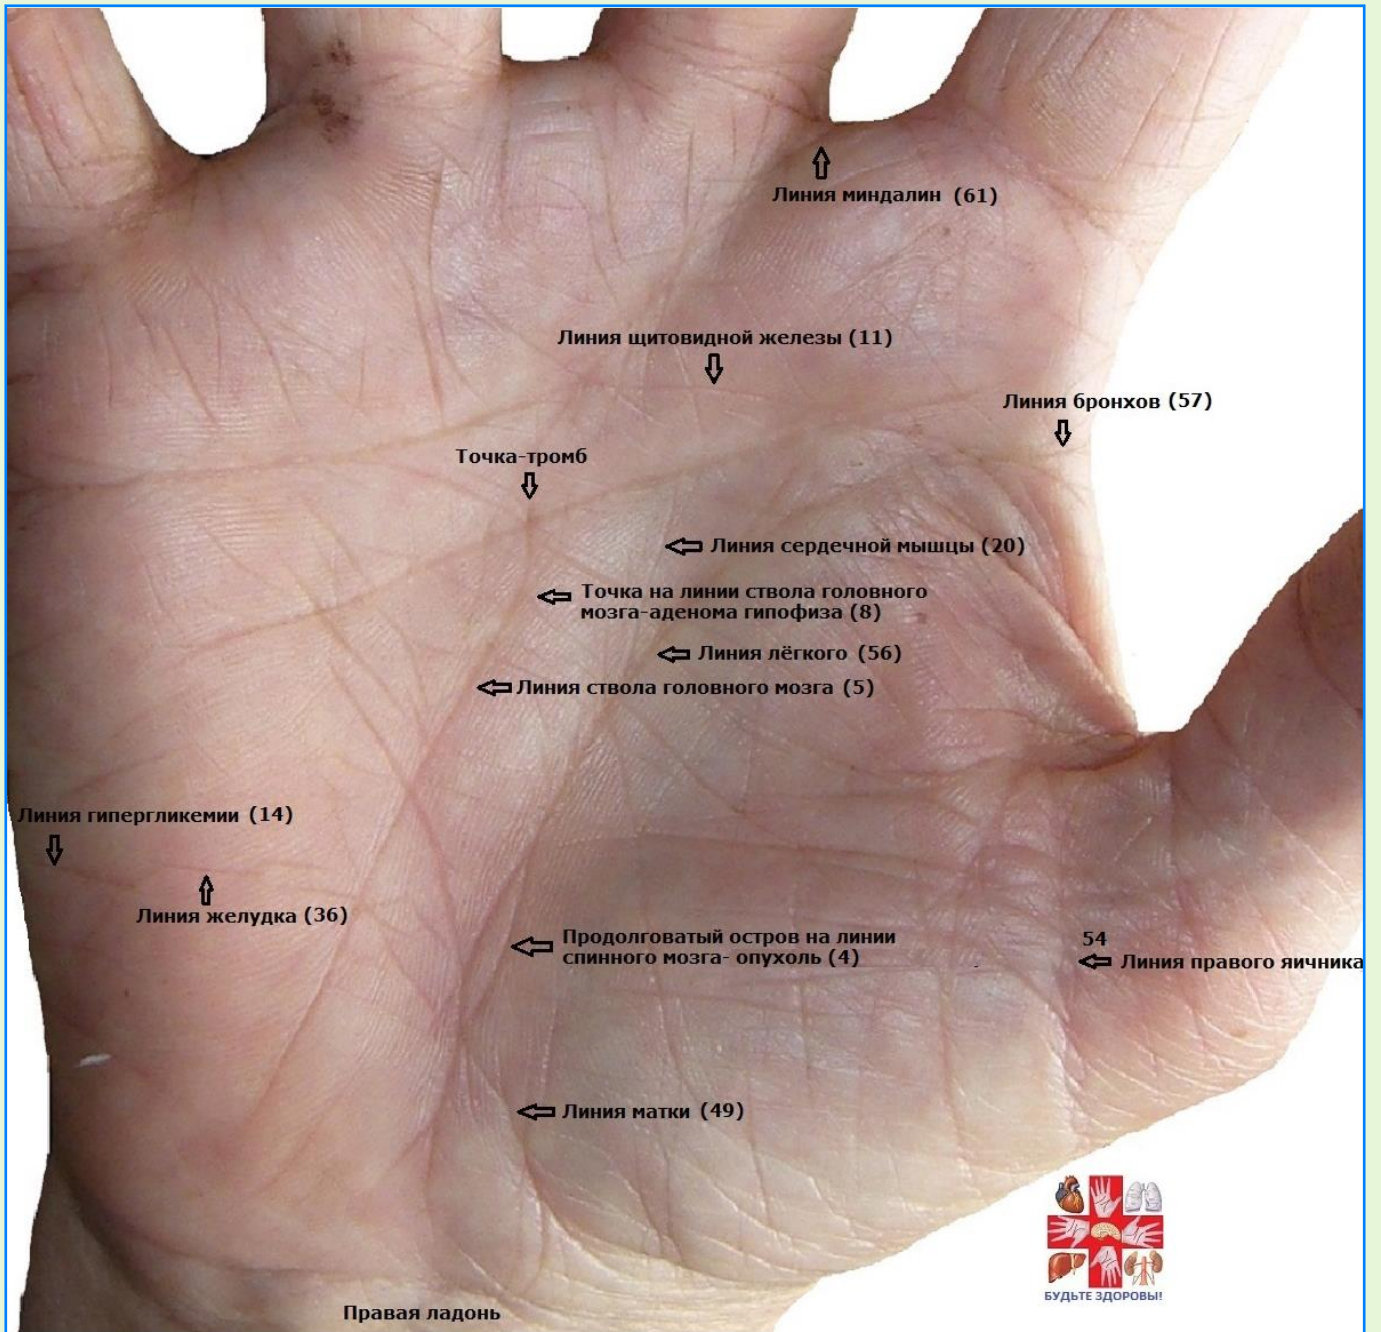 Линия миндалин (61)
Линия щитовидной железы (11)
Линия бронхов (57)
Точка-тромб
Линия сердечной мышцы (20)
Точка на линии ствола головного
мозга-аденома гипофиза (8)
Линия лёгкого (56)
Линия ствола головного мозга (5)
Линия гипергликемии (14)
Линия желудка (36)
Продолговатый остров на линии
спинного мозга- опухоль (4)
54
Линия правого яичника
Линия матки (49)
БУДЬТЕ ЗДОРОВЫ!
Правая ладонь